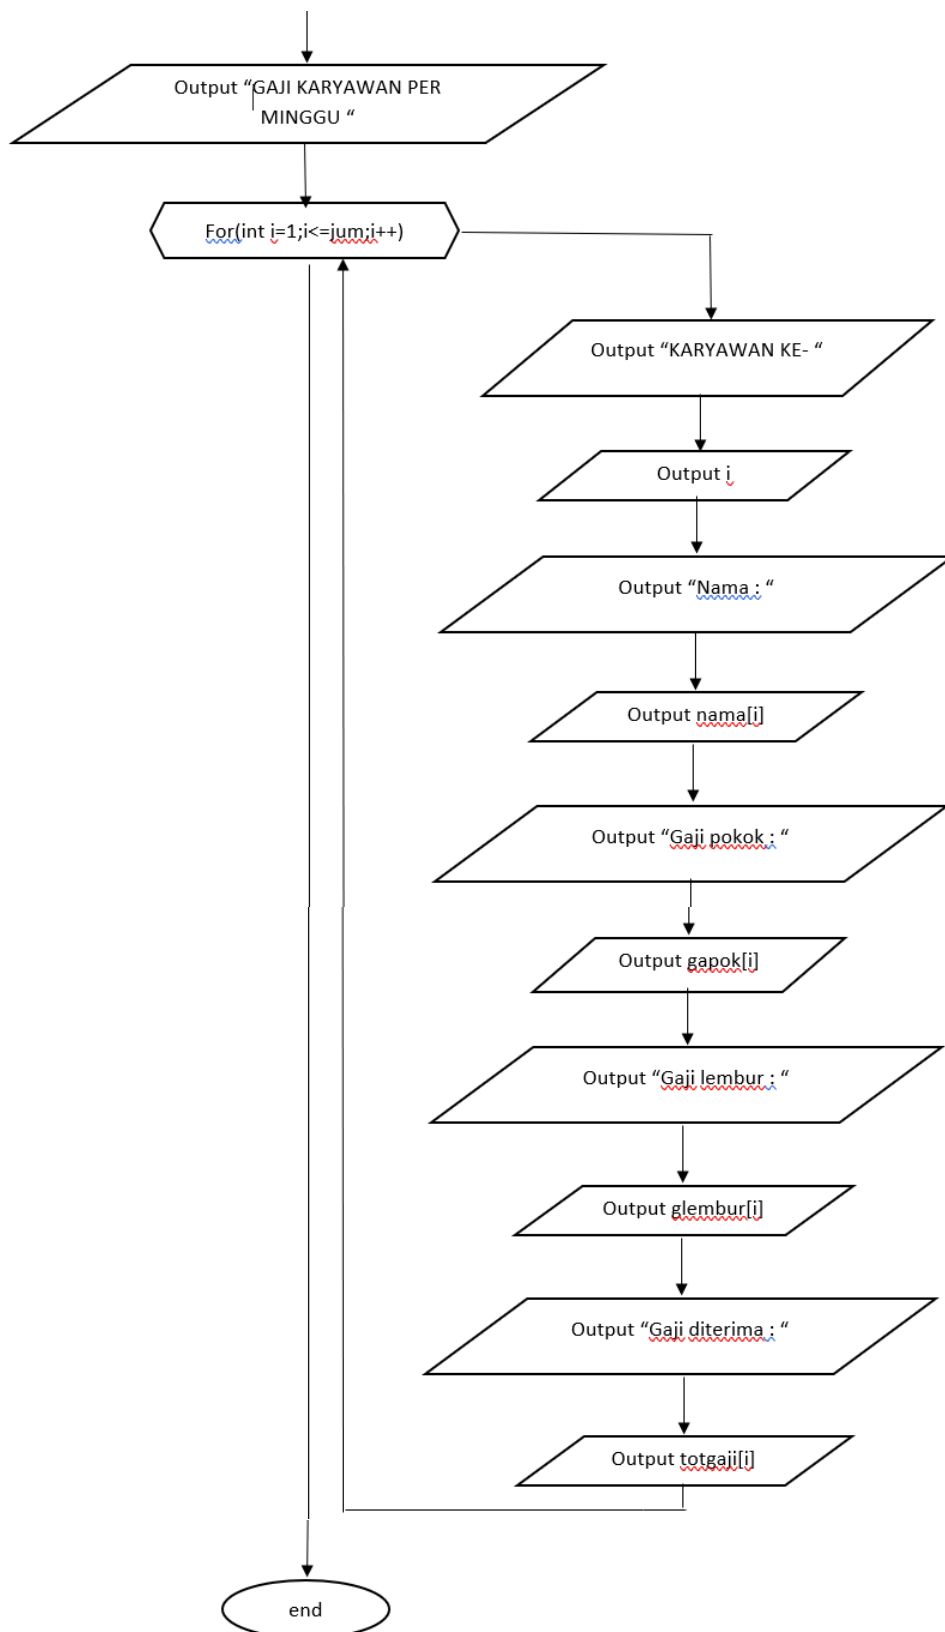 Output “GAJI KARYAWAN PER
MINGGU “
For(int i=1;i<=jum;i++)
Output “KARYAWAN KE- “
Output i
Output “Nama : “
Output nama[i]
Output “Gaji pokok : “
Output gapok[i]
Output “Gaji lembur : “
Output glembur[i]
Output “Gaji diterima : “
Output totgaji[i]
end